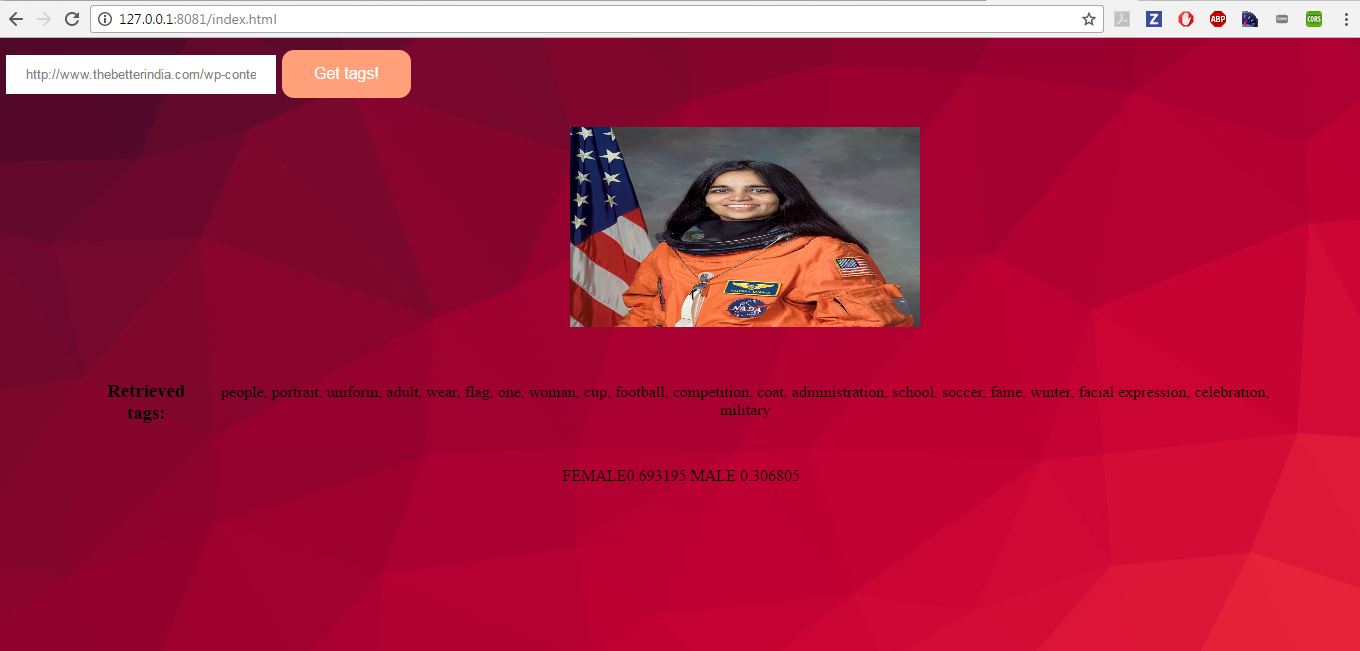 127.0.0.1:8081/index.html
Z
ABP
CORS
http://www.thebetterindia.com/wp-conte
Get tags!
NASA
Retrieved
tags:
people, portrait, uniform, adult, wear, flag, one, woman, cup, football, competition, coat, administration, school, soccer, fame, winter, facial expression, celebration,
military
FEMALE0.693195 MALE 0.306805